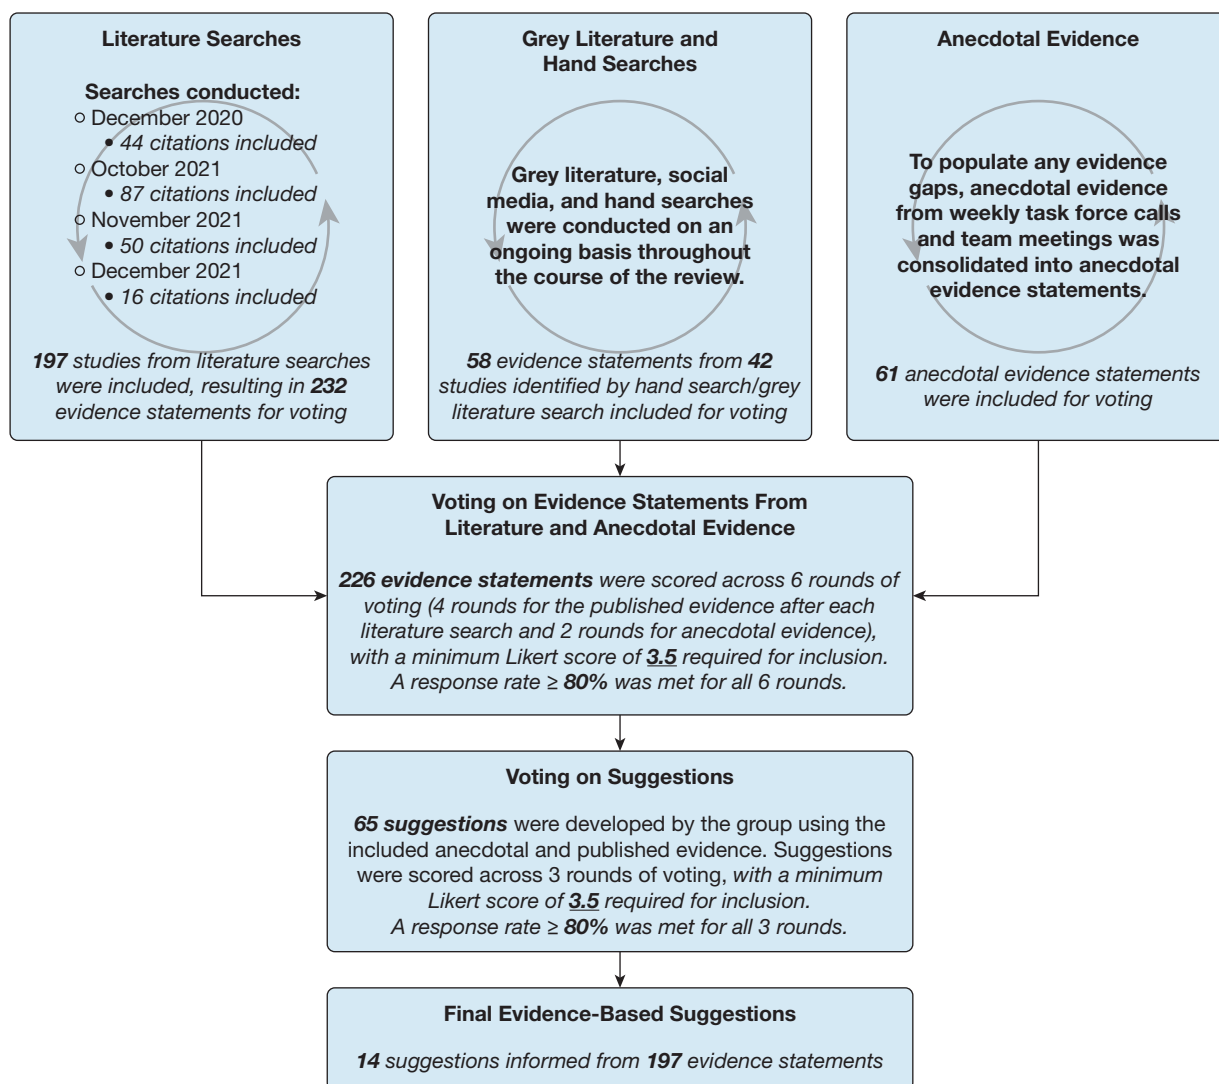 Literature Searches
Searches conducted:
○ December 2020
• 44 citations included
○ October 2021
• 87 citations included
○ November 2021
• 50 citations included
○ December 2021
• 16 citations included
197 studies from literature searches
were included, resulting in 232
evidence statements for voting
Grey Literature and
Hand Searches
Grey literature, social
media, and hand searches
were conducted on an
ongoing basis throughout
the course of the review.
58 evidence statements from 42
studies identified by hand search/grey
literature search included for voting
Anecdotal Evidence
To populate any evidence
gaps, anecdotal evidence
from weekly task force calls
and team meetings was
consolidated into anecdotal
evidence statements.
61 anecdotal evidence statements
were included for voting
Voting on Evidence Statements From
Literature and Anecdotal Evidence
226 evidence statements were scored across 6 rounds of
voting (4 rounds for the published evidence after each
literature search and 2 rounds for anecdotal evidence),
with a minimum Likert score of 3.5 required for inclusion.
A response rate ≥ 80% was met for all 6 rounds.
Voting on Suggestions
65 suggestions were developed by the group using the
included anecdotal and published evidence. Suggestions
were scored across 3 rounds of voting, with a minimum
Likert score of 3.5 required for inclusion.
A response rate ≥ 80% was met for all 3 rounds.
Final Evidence-Based Suggestions
14 suggestions informed from 197 evidence statements